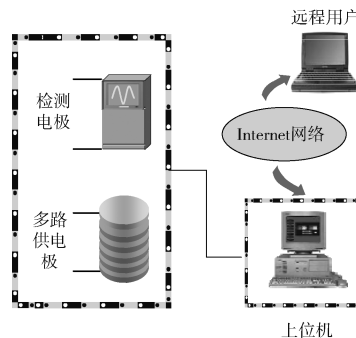 远程用户
检测
电极
Internet网络
多路
供电
极
上位机